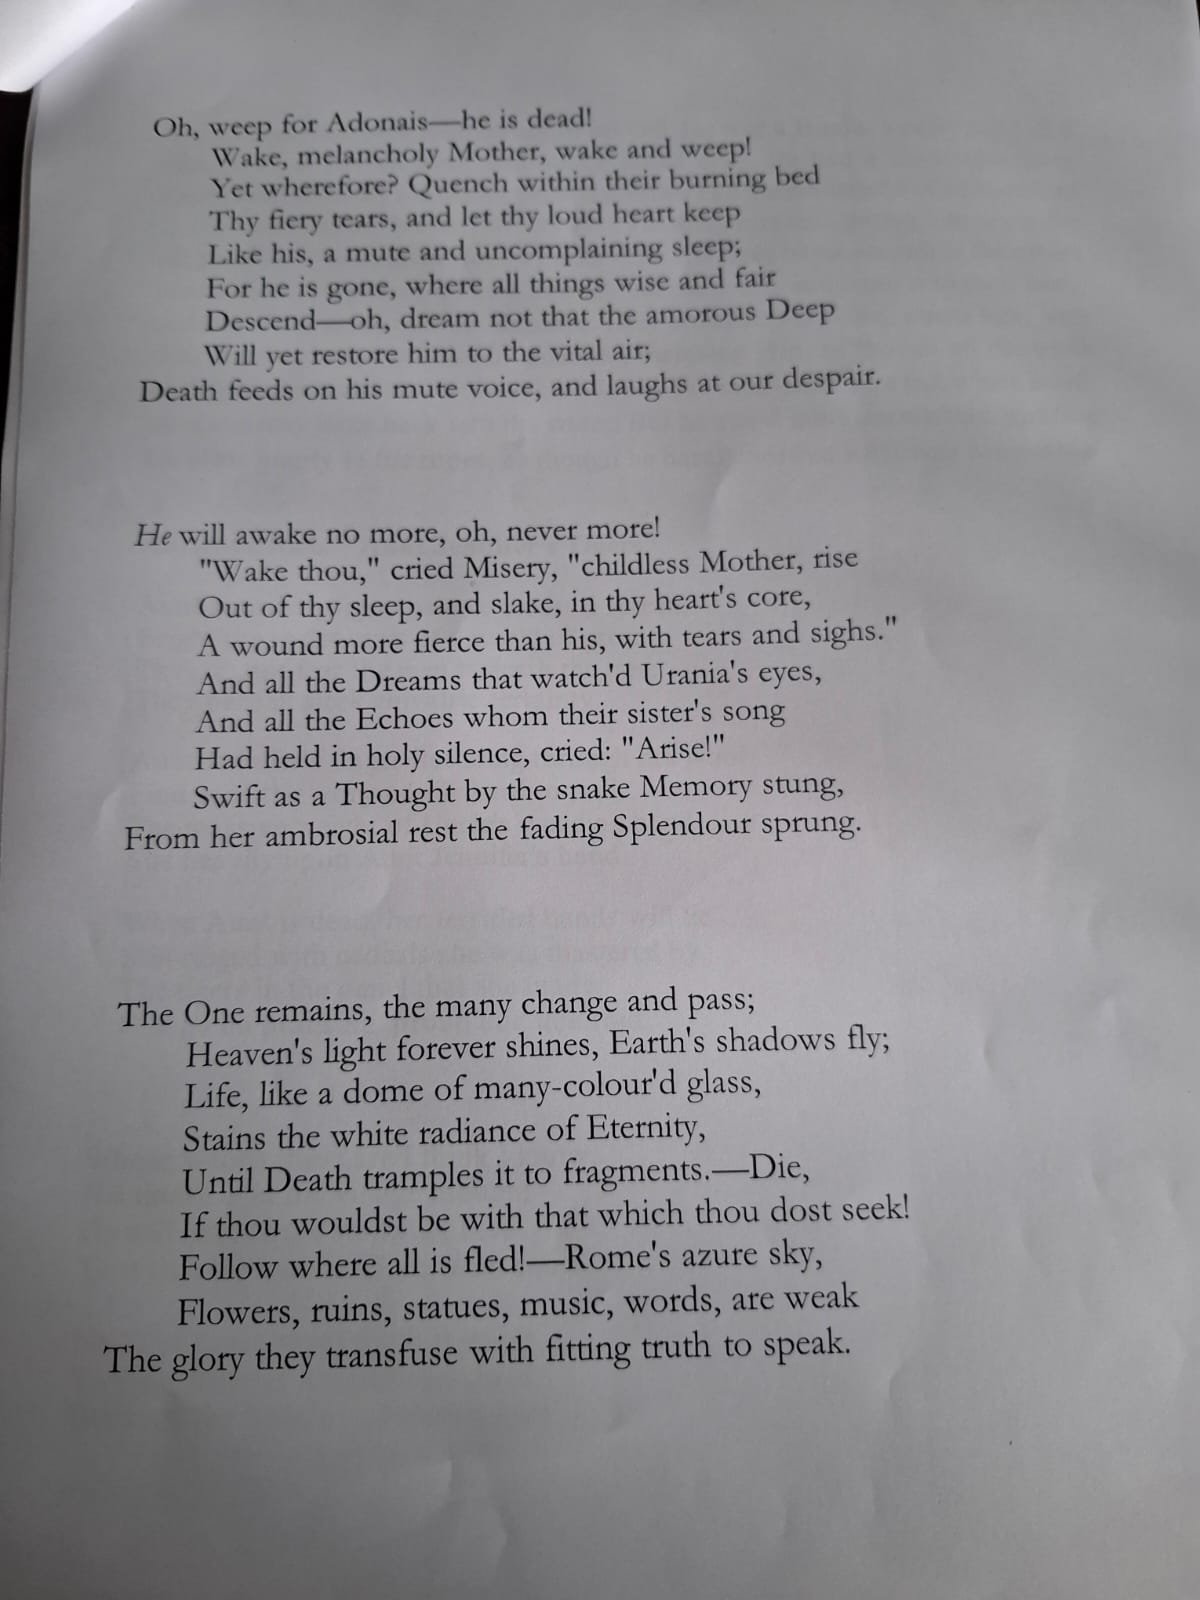 Oh, weep for Adonais—he is dead!
Wake, melancholy Mother, wake and weep!
Yet wherefore? Quench within their burning bed
Thy fiery tears, and let thy loud heart keep
Like his, a mute and uncomplaining sleep;
For he is gone, where all things wise and fair
Descend—oh, dream not that the amorous Deep
Will yet restore him to the vital air;
Death feeds on his mute voice, and laughs at our despair.
He will awake no more, oh, never more!
"Wake thou," cried Misery, "childless Mother, rise
Out of thy sleep, and slake, in thy heart's core,
A wound more fierce than his, with tears and sighs."
And all the Dreams that watch'd Urania's eyes,
And all the Echoes whom their sister's song
Had held in holy silence, cried: "Arise!"
Swift as a Thought by the snake Memory stung,
From her ambrosial rest the fading Splendour sprung.
The One remains, the many change and pass;
Heaven's light forever shines, Earth's shadows fly;
Life, like a dome of many-colour'd glass,
Stains the white radiance of Eternity,
Until Death tramples it to fragments.—Die,
If thou wouldst be with that which thou dost seek!
Follow where all is fled!—Rome's azure sky,
Flowers, ruins, statues, music, words, are weak
The glory they transfuse with fitting truth to speak.